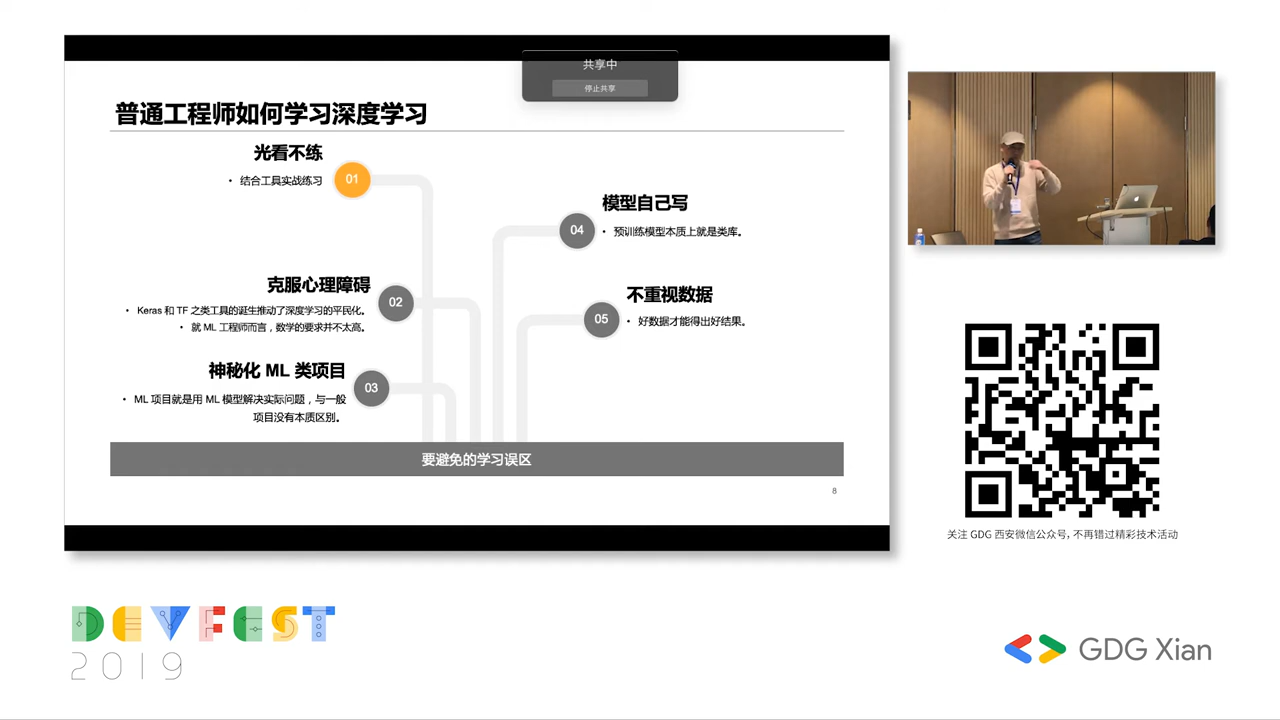 共享中
停止共享
普通工程师如何学习深度学习
光看不练
• 结合工具实战练习
01
克服心理障碍
• Keras 和 TF 之类工具的诞生推动了深度学习的平民化。
• 就 ML 工程师而言，数学的要求并不太高。
02
神秘化 ML 类项目
• ML 项目就是用 ML 模型解决实际问题，与一般
项目没有本质区别。
03
模型自己写
• 预训练模型本质上就是类库。
04
不重视数据
• 好数据才能得出好结果。
05
要避免的学习误区
8
关注 GDG 西安微信公众号, 不再错过精彩技术活动
DEVFEST
2019
GDG Xian